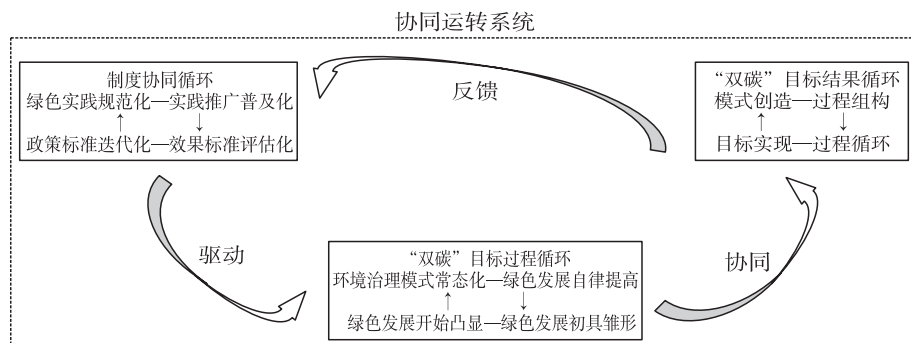 协同运转系统
制度协同循环
绿色实践规范化—实践推广普及化
↑ ↓
政策标准迭代化—效果标准评估化
反馈
“双碳”目标结果循环
模式创造—过程组构
↑ ↓
目标实现—过程循环
驱动
“双碳”目标过程循环
环境治理模式常态化—绿色发展自律提高
↑ ↓
绿色发展开始凸显—绿色发展初具雏形
协同